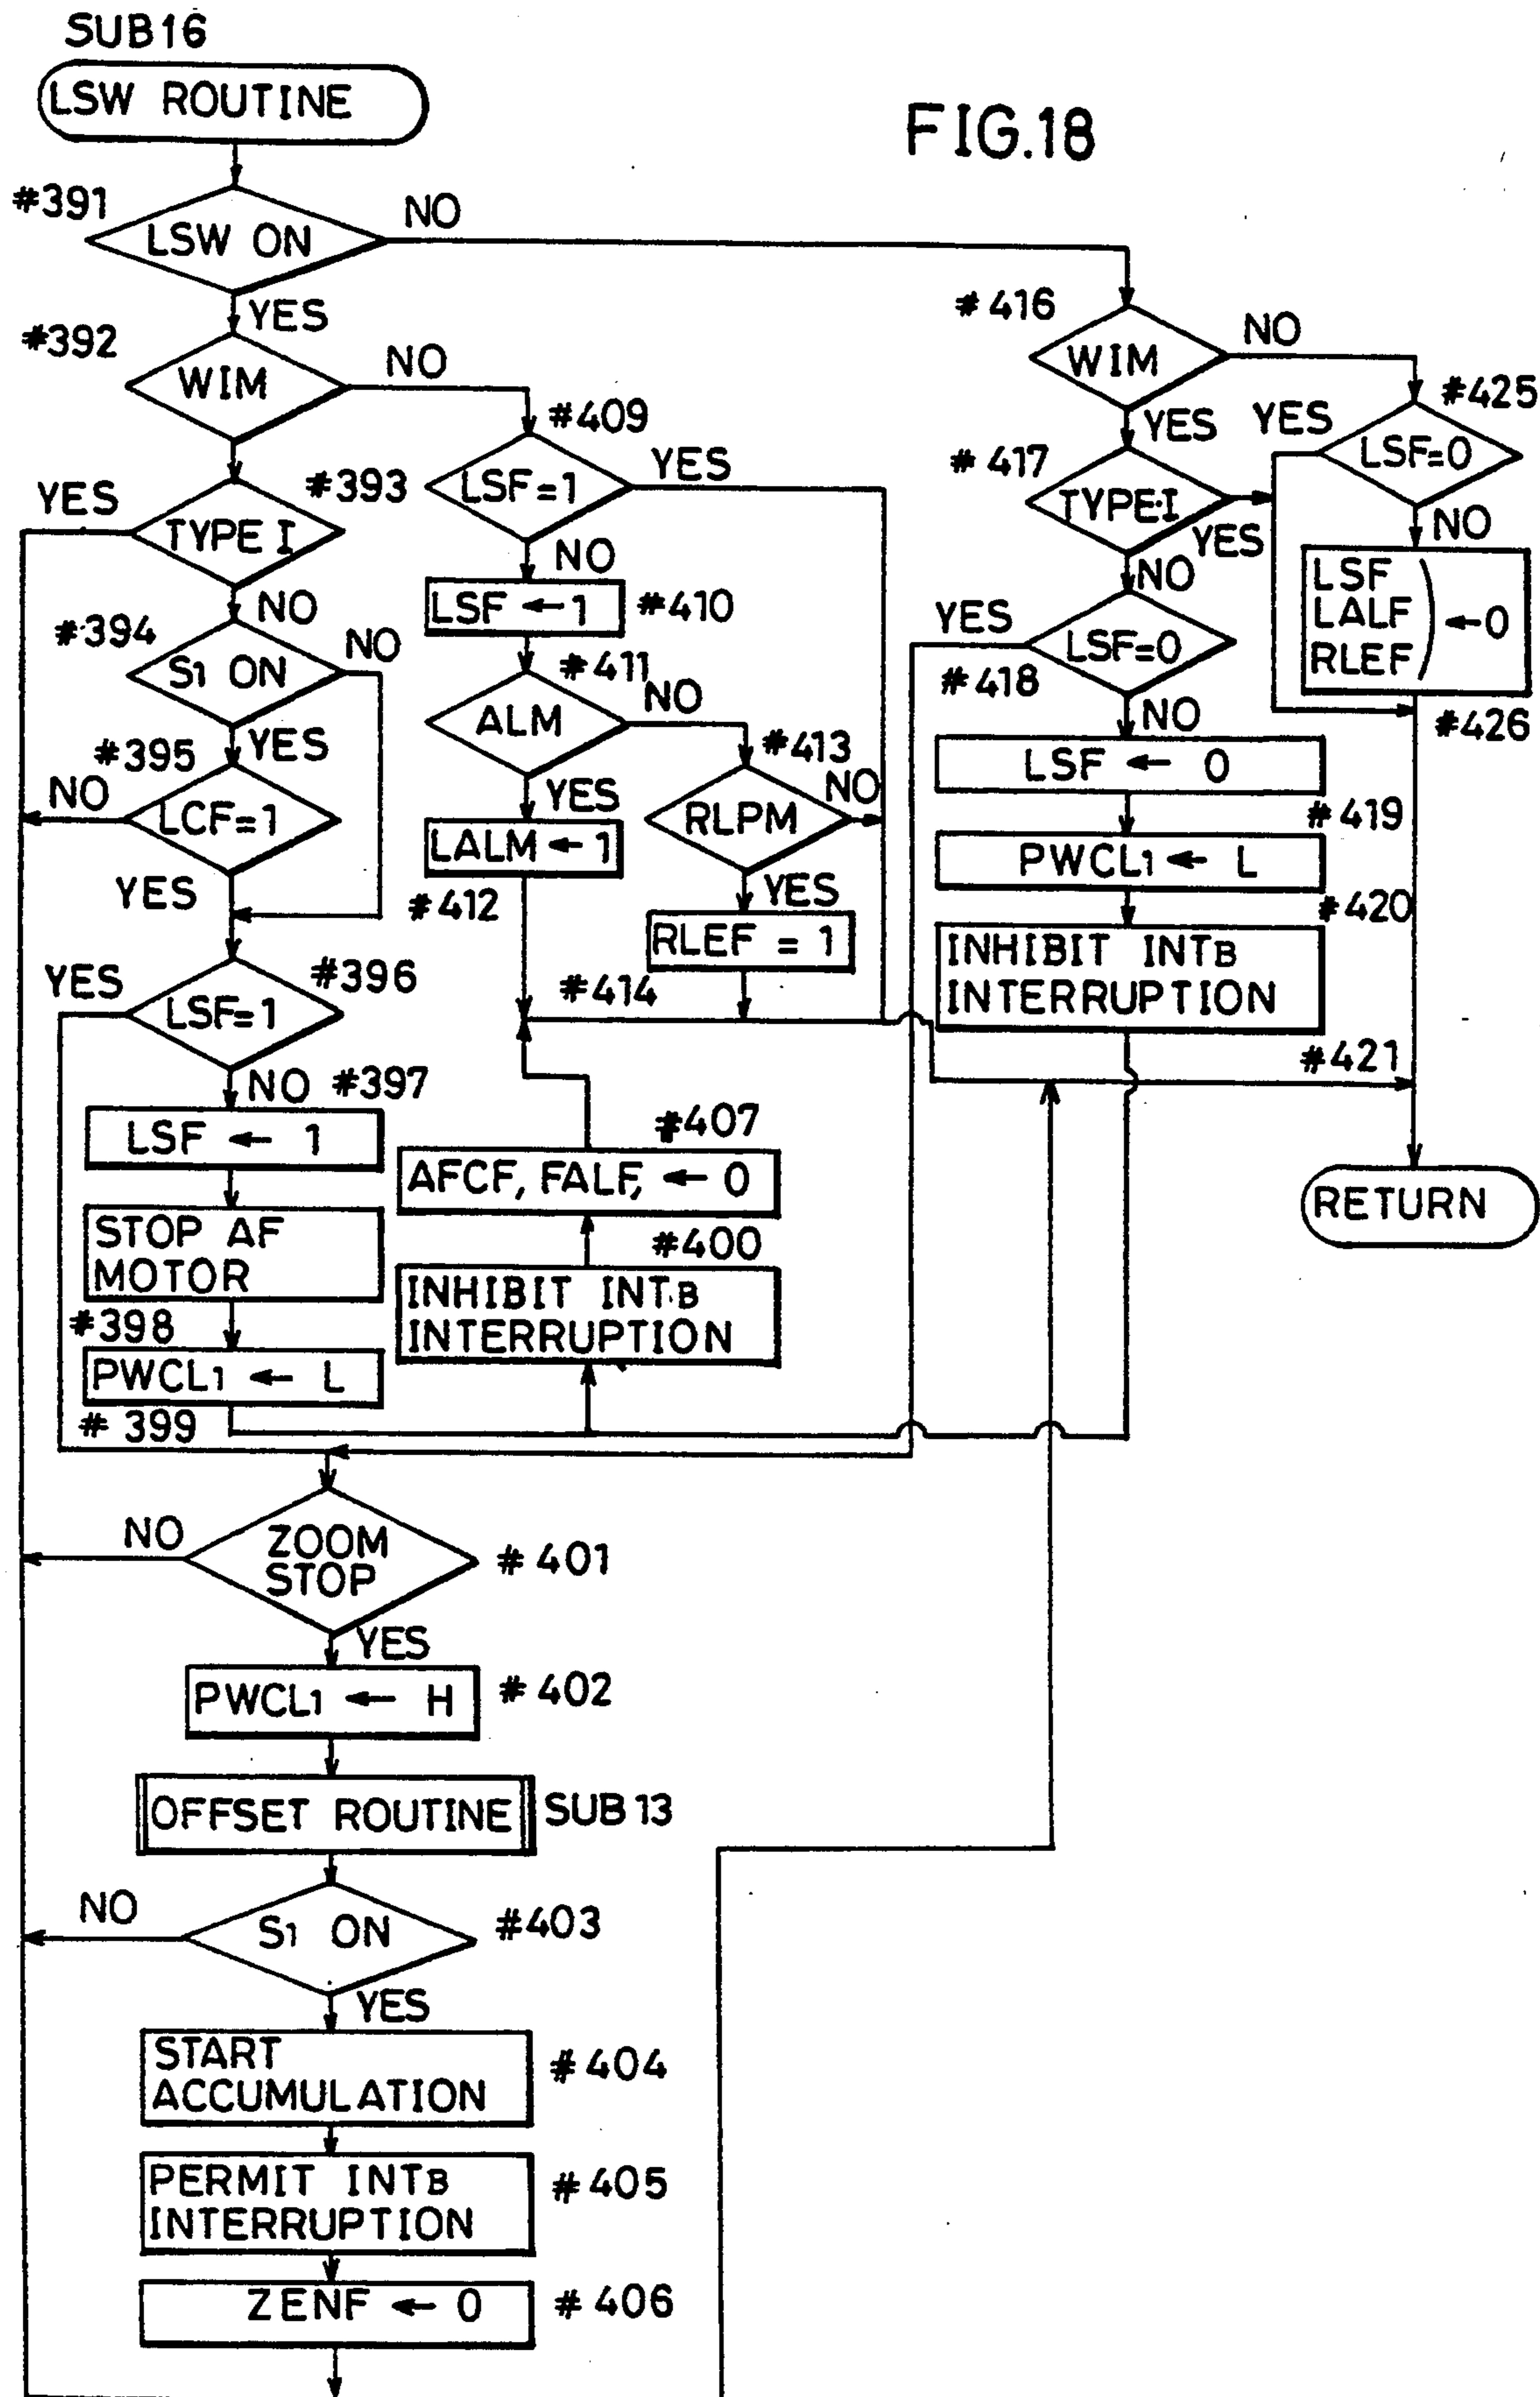 SUB16
LSW ROUTINE
FIG.18
#391
LSW ON
NO
YES
#392
WIM
NO
#409
LSF=1
YES
NO
LSF ← 1
#410
#411
ALM
NO
YES
LALM ← 1
#412
#413
RLPM
NO
YES
RLEF = 1
#414
YES
#393
TYPE I
NO
#394
S1 ON
NO
YES
#395
NO
LCF=1
YES
YES
#396
LSF=1
NO
#397
LSF ← 1
STOP AF
MOTOR
#398
PWCL1 ← L
#399
#407
AFCF, FALF, ← 0
#400
INHIBIT INTB
INTERRUPTION
#416
WIM
NO
YES
#417
TYPE I
YES
NO
YES
LSF=0
#418
NO
LSF ← 0
#419
PWCL1 ← L
#420
INHIBIT INTB
INTERRUPTION
#421
#425
YES
LSF=0
NO
LSF
LALF
RLEF
) ← 0
#426
RETURN
NO
ZOOM
STOP
#401
YES
PWCL1 ← H
#402
OFFSET ROUTINE
SUB13
NO
S1 ON
#403
YES
START
ACCUMULATION
#404
PERMIT INTB
INTERRUPTION
#405
ZENF ← 0
#406